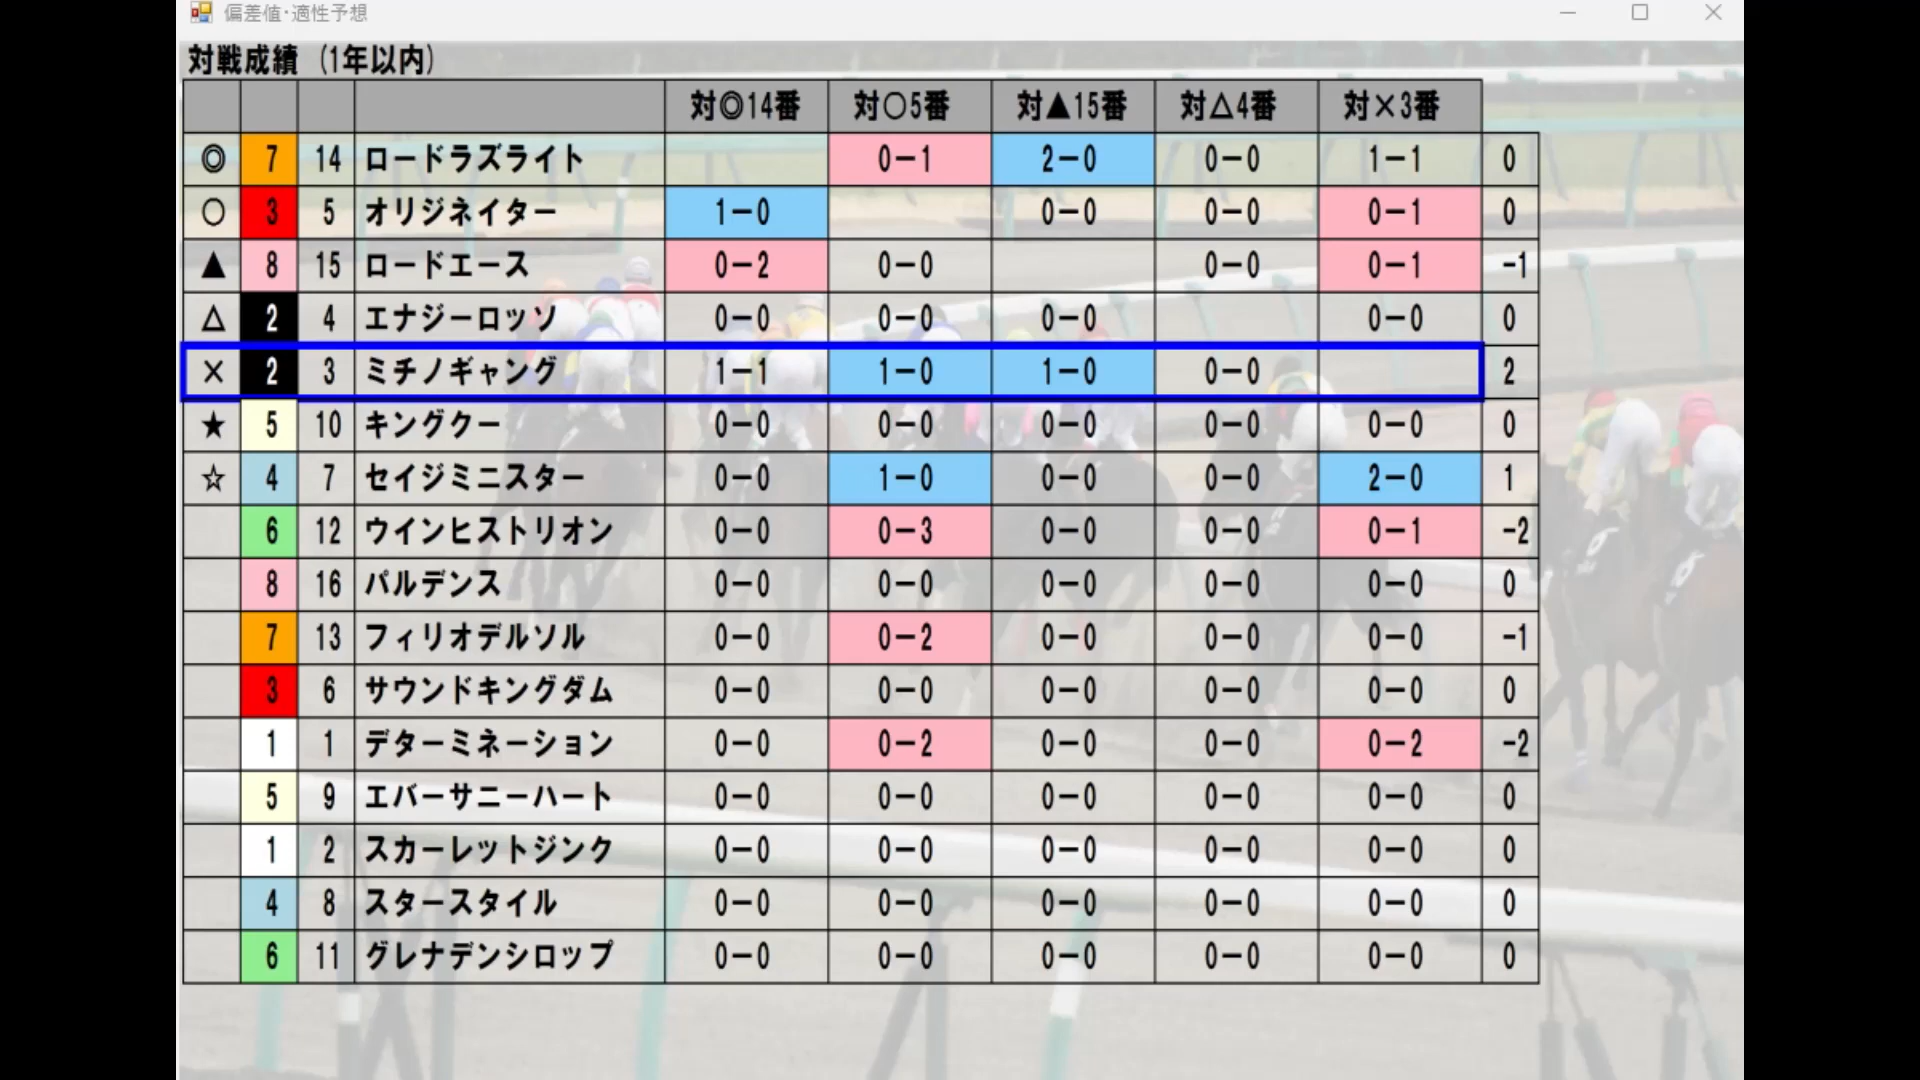 偏差値・適性予想
対戦成績 (1年以内)
対◎14番 対○5番 対▲15番 対△4番 対×3番
◎ 7 14 ロードラズライト 0-1 2-0 0-0 1-1 0
○ 3 5 オリジネイター 1-0 0-0 0-0 0-1 0
▲ 8 15 ロードエース 0-2 0-0 0-0 0-1 -1
△ 2 4 エナジーロッソ 0-0 0-0 0-0 0-0 0
× 2 3 ミチノギャング 1-1 1-0 1-0 0-0 2
★ 5 10 キングクー 0-0 0-0 0-0 0-0 0-0 0
☆ 4 7 セイジミニスター 0-0 1-0 0-0 0-0 2-0 1
6 12 ウインヒストリオン 0-0 0-3 0-0 0-0 0-1 -2
8 16 パルデンス 0-0 0-0 0-0 0-0 0-0 0
7 13 フィリオデルソル 0-0 0-2 0-0 0-0 0-0 -1
3 6 サウンドキングダム 0-0 0-0 0-0 0-0 0-0 0
1 1 デターミネーション 0-0 0-2 0-0 0-0 0-2 -2
5 9 エバーサニーハート 0-0 0-0 0-0 0-0 0-0 0
1 2 スカーレットジンク 0-0 0-0 0-0 0-0 0-0 0
4 8 スタースタイル 0-0 0-0 0-0 0-0 0-0 0
6 11 グレナデンシロップ 0-0 0-0 0-0 0-0 0-0 0